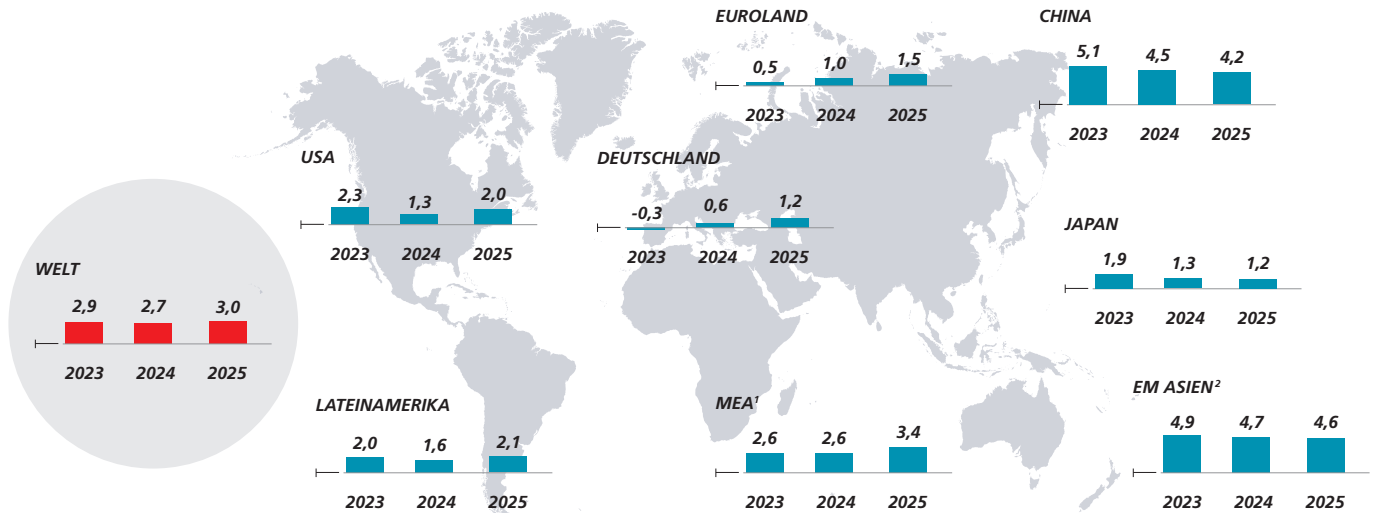 EUROLAND
0,5 1,0 1,5
2023 2024 2025
CHINA
5,1 4,5 4,2
2023 2024 2025
USA
2,3 1,3 2,0
2023 2024 2025
DEUTSCHLAND
-0,3 0,6 1,2
2023 2024 2025
JAPAN
1,9 1,3 1,2
2023 2024 2025
WELT
2,9 2,7 3,0
2023 2024 2025
LATEINAMERIKA
2,0 1,6 2,1
2023 2024 2025
MEA¹
2,6 2,6 3,4
2023 2024 2025
EM ASIEN²
4,9 4,7 4,6
2023 2024 2025